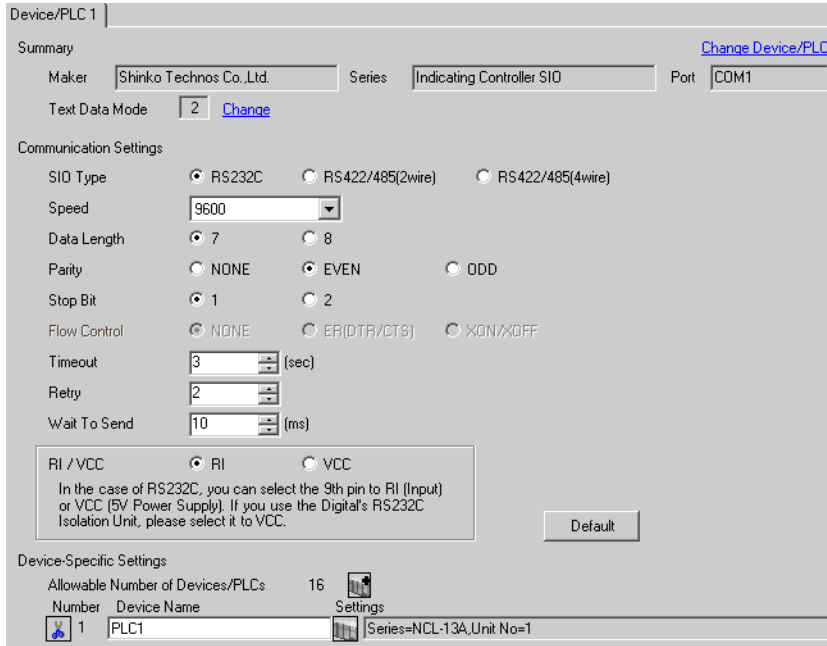 Device/PLC 1
Summary Change Device/PLC
Maker Shinko Technos Co.,Ltd. Series Indicating Controller SIO Port COM1
Text Data Mode 2 Change
Communication Settings
SIO Type RS232C RS422/485(2wire) RS422/485(4wire)
Speed 9600
Data Length 7 8
Parity NONE EVEN ODD
Stop Bit 1 2
Flow Control NONE ER(DTR/CTS) XON/XOFF
Timeout 3 (sec)
Retry 2
Wait To Send 10 (ms)
RI / VCC RI VCC
In the case of RS232C, you can select the 9th pin to RI (Input)
or VCC (5V Power Supply). If you use the Digital's RS232C
Isolation Unit, please select it to VCC.
Default
Device-Specific Settings
Allowable Number of Devices/PLCs 16
Number Device Name Settings
1 PLC1 Series=NCL-13A,Unit No=1